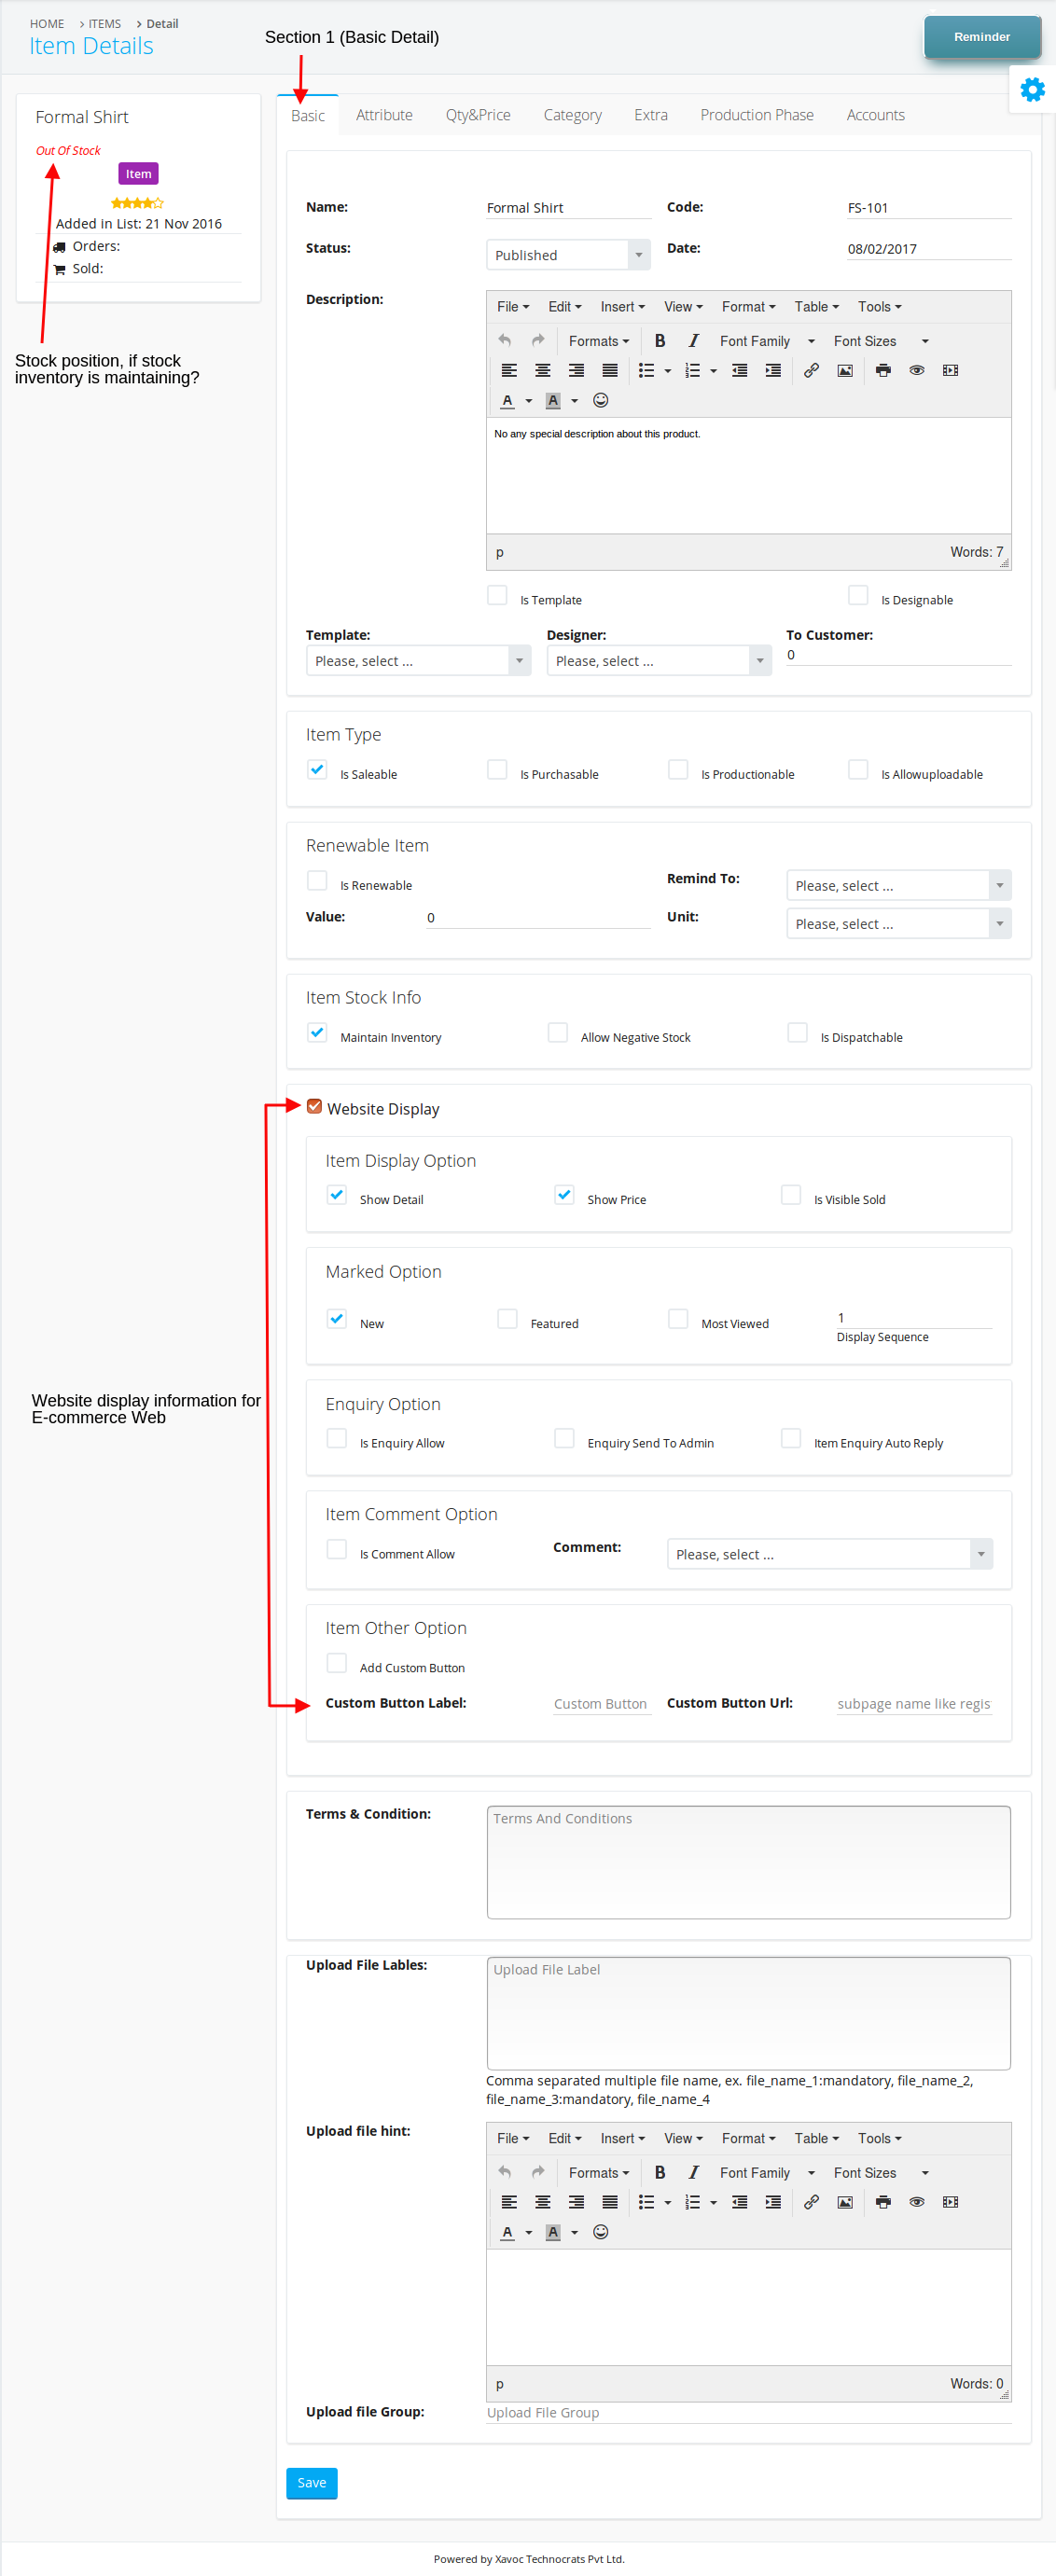 HOME > ITEMS > Detail
Item Details
Section 1 (Basic Detail)
Reminder
Formal Shirt
Out Of Stock
Item
Added in List: 21 Nov 2016
Orders:
Sold:
Stock position, if stock
inventory is maintaining?
Basic Attribute Qty&Price Category Extra Production Phase Accounts
Name: Formal Shirt Code: FS-101
Status: Published Date: 08/02/2017
Description:
File Edit Insert View Format Table Tools
Formats B I Font Family Font Sizes
A A
No any special description about this product.
p Words: 7
Is Template Is Designable
Template: Designer: To Customer:
Please, select ... Please, select ... 0
Item Type
Is Saleable Is Purchasable Is Productionable Is Allowuploadable
Renewable Item
Is Renewable Remind To: Please, select ...
Value: 0 Unit: Please, select ...
Item Stock Info
Maintain Inventory Allow Negative Stock Is Dispatchable
Website Display
Item Display Option
Show Detail Show Price Is Visible Sold
Marked Option
New Featured Most Viewed 1
Display Sequence
Website display information for
E-commerce Web
Enquiry Option
Is Enquiry Allow Enquiry Send To Admin Item Enquiry Auto Reply
Item Comment Option
Is Comment Allow Comment: Please, select ...
Item Other Option
Add Custom Button
Custom Button Label: Custom Button Custom Button Url: subpage name like regis
Terms & Condition: Terms And Conditions
Upload File Lables: Upload File Label
Comma separated multiple file name, ex. file_name_1:mandatory, file_name_2,
file_name_3:mandatory, file_name_4
Upload file hint:
File Edit Insert View Format Table Tools
Formats B I Font Family Font Sizes
A A
p Words: 0
Upload file Group: Upload File Group
Save
Powered by Xavoc Technocrats Pvt Ltd.